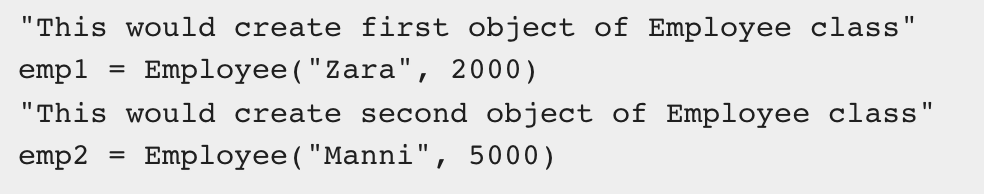 "This would create first object of Employee class"
emp1 = Employee("Zara", 2000)
"This would create second object of Employee class"
emp2 = Employee("Manni", 5000)